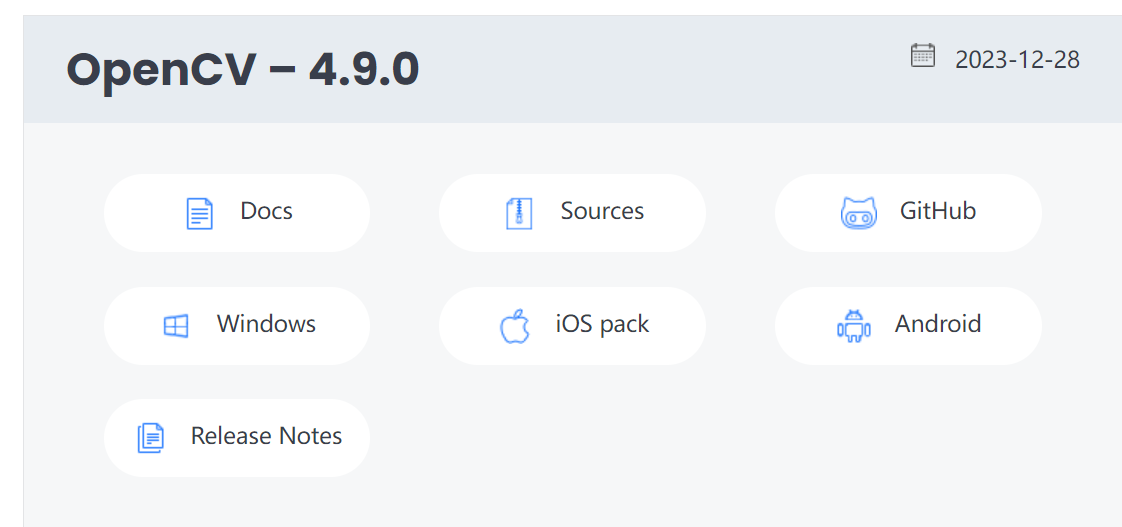 OpenCV – 4.9.0
2023-12-28
Docs
Sources
GitHub
Windows
iOS pack
Android
Release Notes